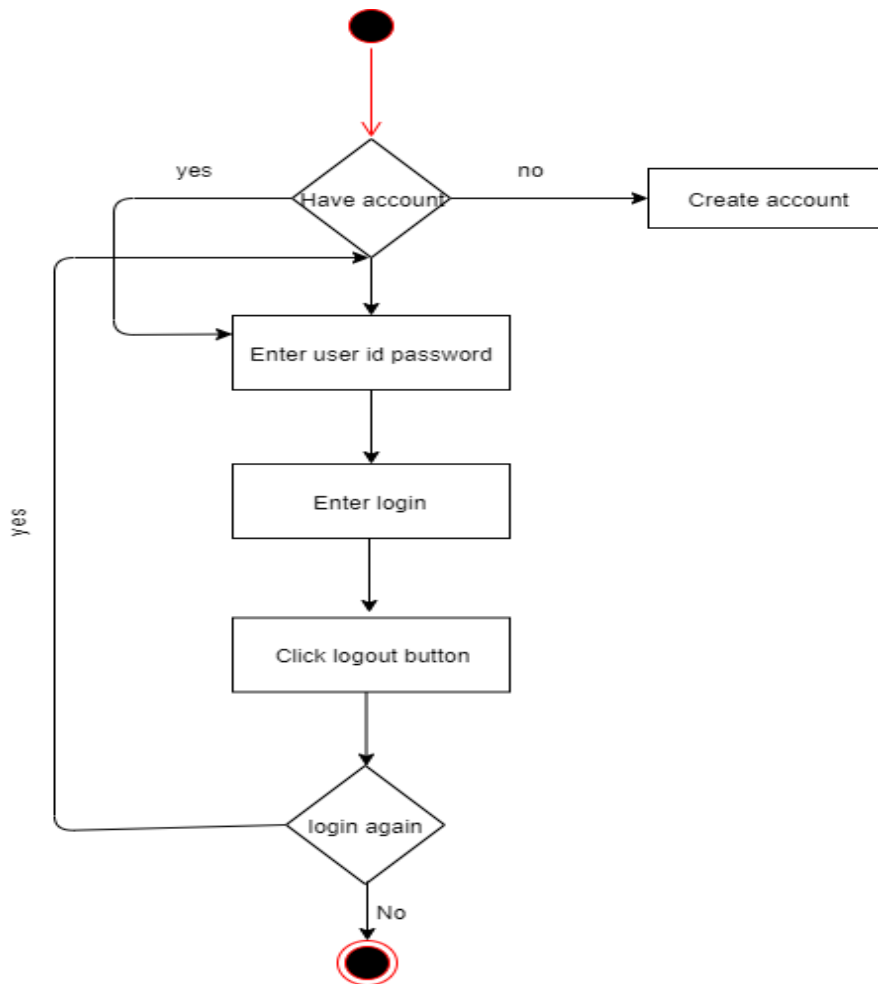 yes
no
Have account
Create account
Enter user id password
Enter login
yes
Click logout button
login again
No